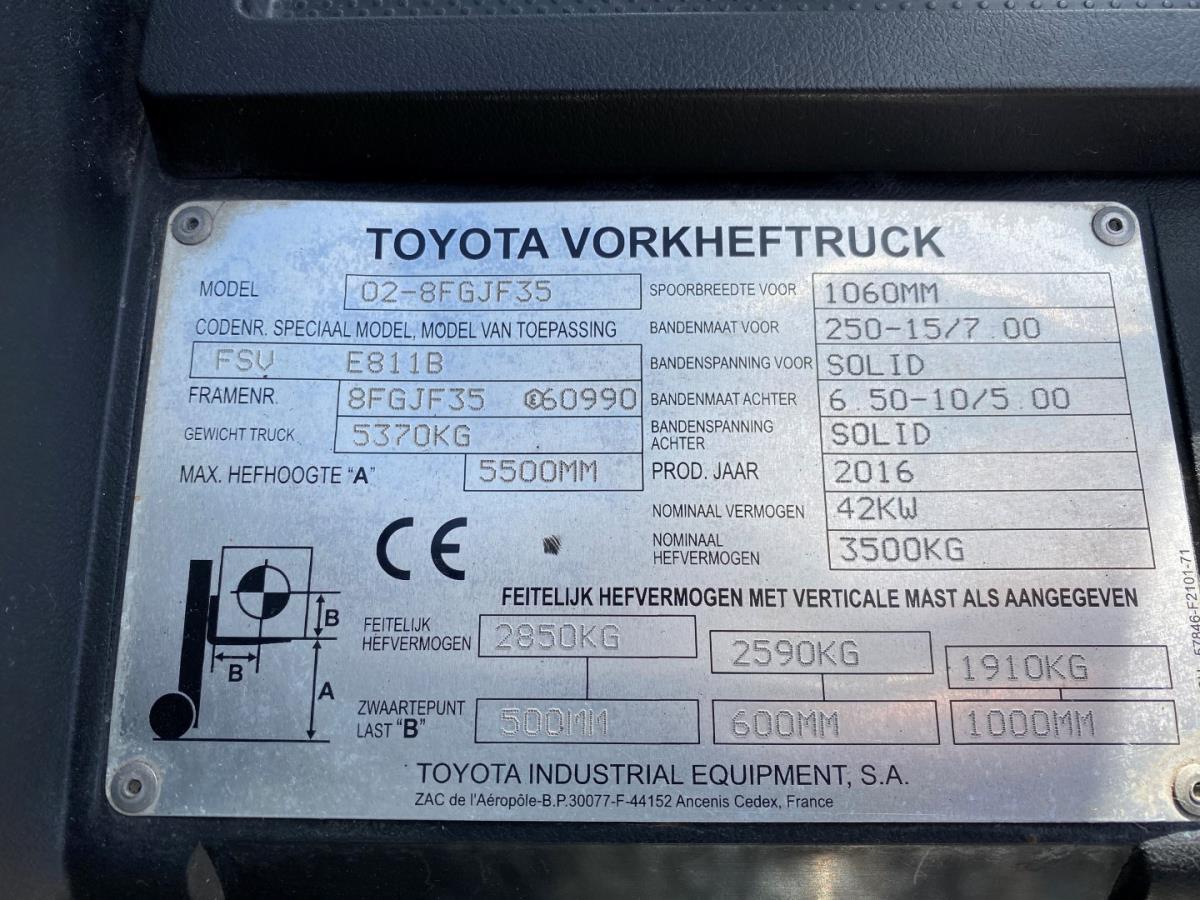 TOYOTA VORKHEFTRUCK
MODEL 02-8FGJF35
CODENR. SPECIAAL MODEL, MODEL VAN TOEPASSING
FSV E811B
FRAMENR. 8FGJF35 60990
GEWICHT TRUCK 5370KG
MAX. HEFHOOGTE "A" 5500MM
SPOORBREEDTE VOOR 1060MM
BANDENMAAT VOOR 250-15/7.00
BANDENSPANNING VOOR SOLID
BANDENMAAT ACHTER 6.50-10/5.00
BANDENSPANNING ACHTER SOLID
PROD. JAAR 2016
NOMINAAL VERMOGEN 42KW
NOMINAAL HEFVERMOGEN 3500KG
CE
B
B
A
FEITELIJK HEFVERMOGEN MET VERTICALE MAST ALS AANGEGEVEN
FEITELIJK HEFVERMOGEN 2850KG 2590KG 1910KG
ZWAARTEPUNT LAST "B" 500MM 600MM 1000MM
TOYOTA INDUSTRIAL EQUIPMENT, S.A.
ZAC de l'Aéropôle-B.P.30077-F-44152 Ancenis Cedex, France
57846-F2101-71